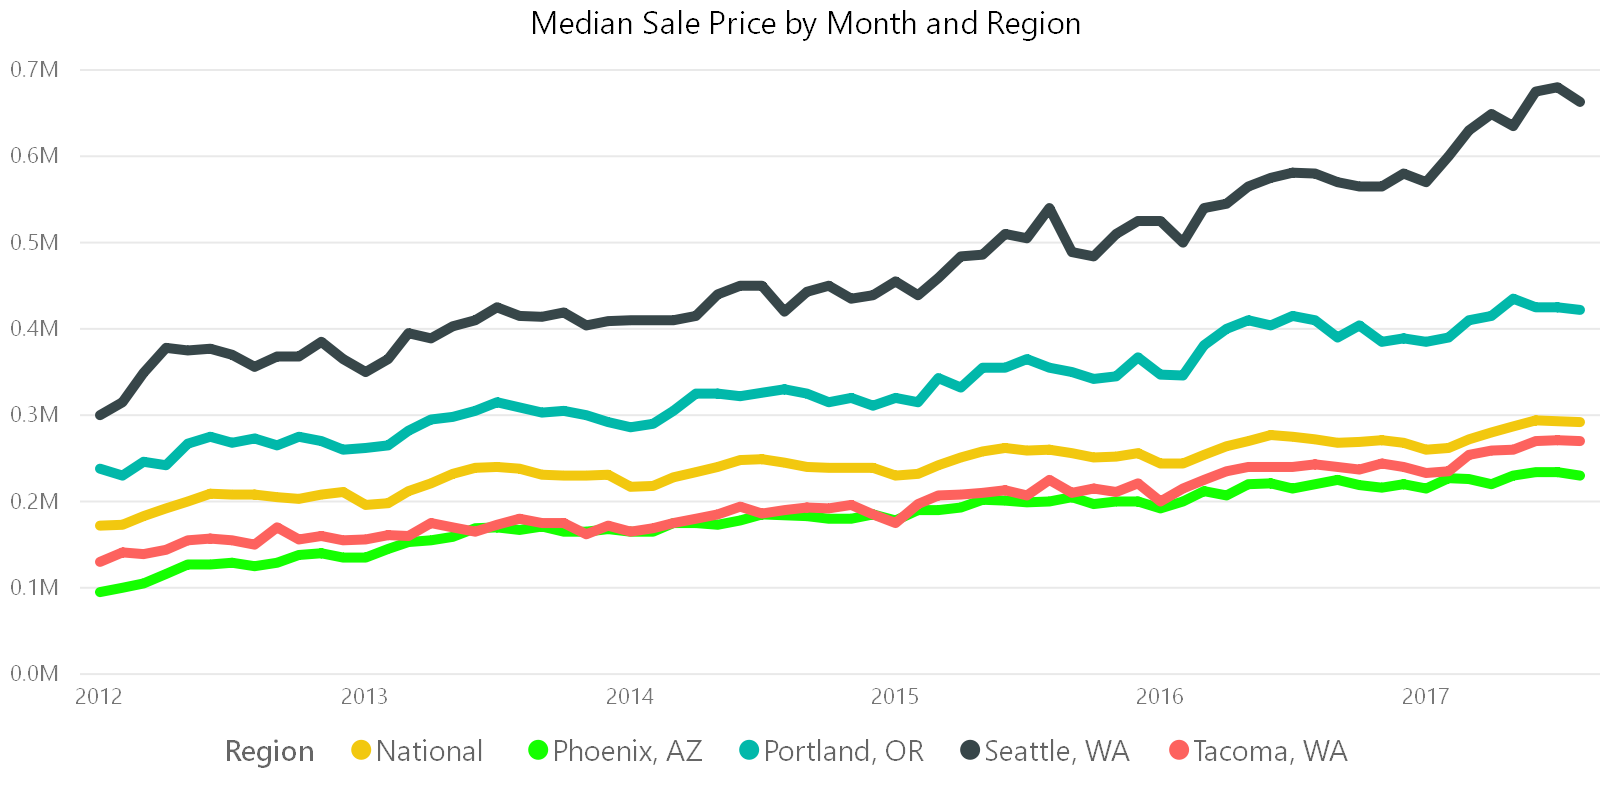 Median Sale Price by Month and Region
0.7M
0.6M
0.5M
0.4M
0.3M
0.2M
0.1M
0.0M
2012 2013 2014 2015 2016 2017
Region National Phoenix, AZ Portland, OR Seattle, WA Tacoma, WA